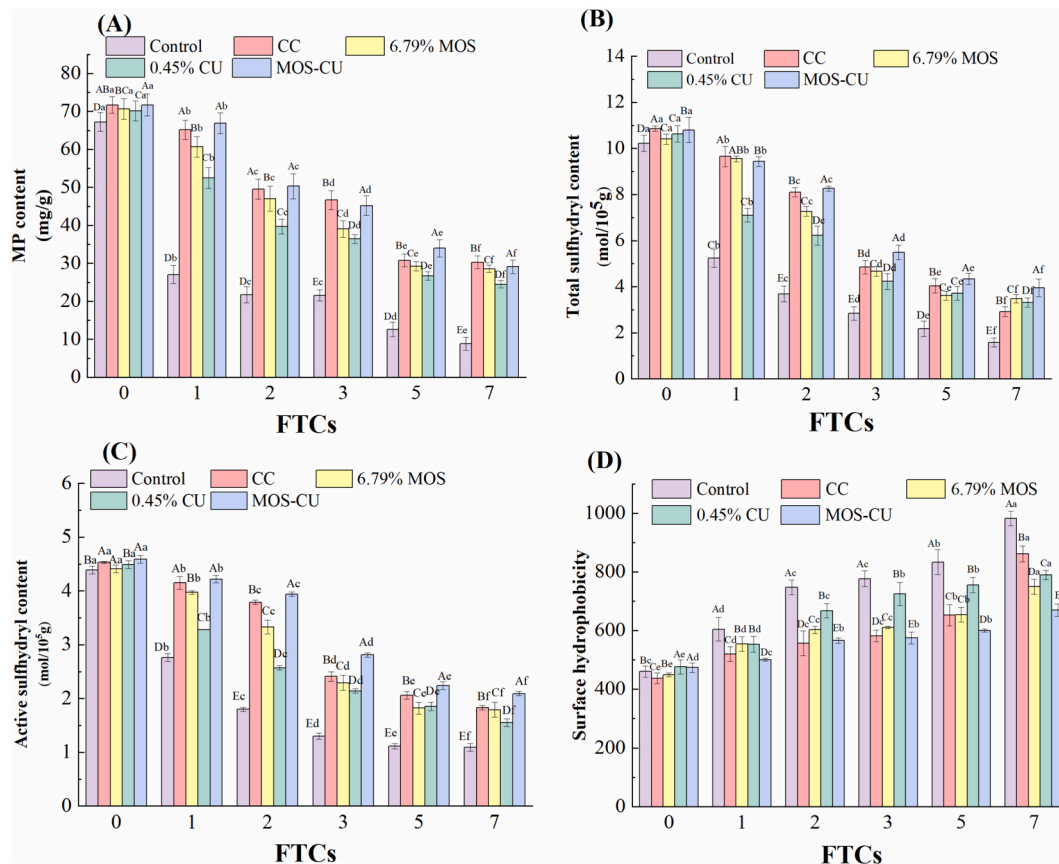 (A)
Control CC 6.79% MOS
0.45% CU MOS-CU
MP content
(mg/g)
80
70
60
50
40
30
20
10
0
Da ABa BCa Ca Aa
Db Ab Bb Cb Ab
Dc Ac Bc Cc Ac
Ec Bd Cd Dd Ad
Dd Be Ce De Ae
Ee Bf Cf Df Af
0 1 2 3 5 7
FTCs
(B)
Control CC 6.79% MOS
0.45% CU MOS-CU
Total sulfhydryl content
(mol/10⁵g)
14
12
10
8
6
4
2
0
Da Aa Ca Ca Ba
Cb Ab ABb Cb Bb
Ec Bc Cc Dc Ac
Ed Bd Cd Dd Ad
De Be Ce Ce Ae
Ef Bf Cf Df Af
0 1 2 3 5 7
FTCs
(C)
Control CC 6.79% MOS
0.45% CU MOS-CU
Active sulfhydryl content
(mol/10⁵g)
6
5
4
3
2
1
0
Ba Aa Aa Ba Aa
Db Ab Bb Cb Ab
Ec Bc Cc Dc Ac
Ed Bd Cd Dd Ad
Ee Be Ce De Ae
Ef Bf Cf Df Af
0 1 2 3 5 7
FTCs
(D)
Control CC 6.79% MOS
0.45% CU MOS-CU
Surface hydrophobicity
1000
800
600
400
200
0
Bc Ce Be Ae Ad
Ad Cd Bd Bd Dc
Ac Dc Cc Bc Eb
Ac Dc Cc Bb Eb
Ab Cb Cb Bb Db
Aa Ba Da Ca
0 1 2 3 5 7
FTCs